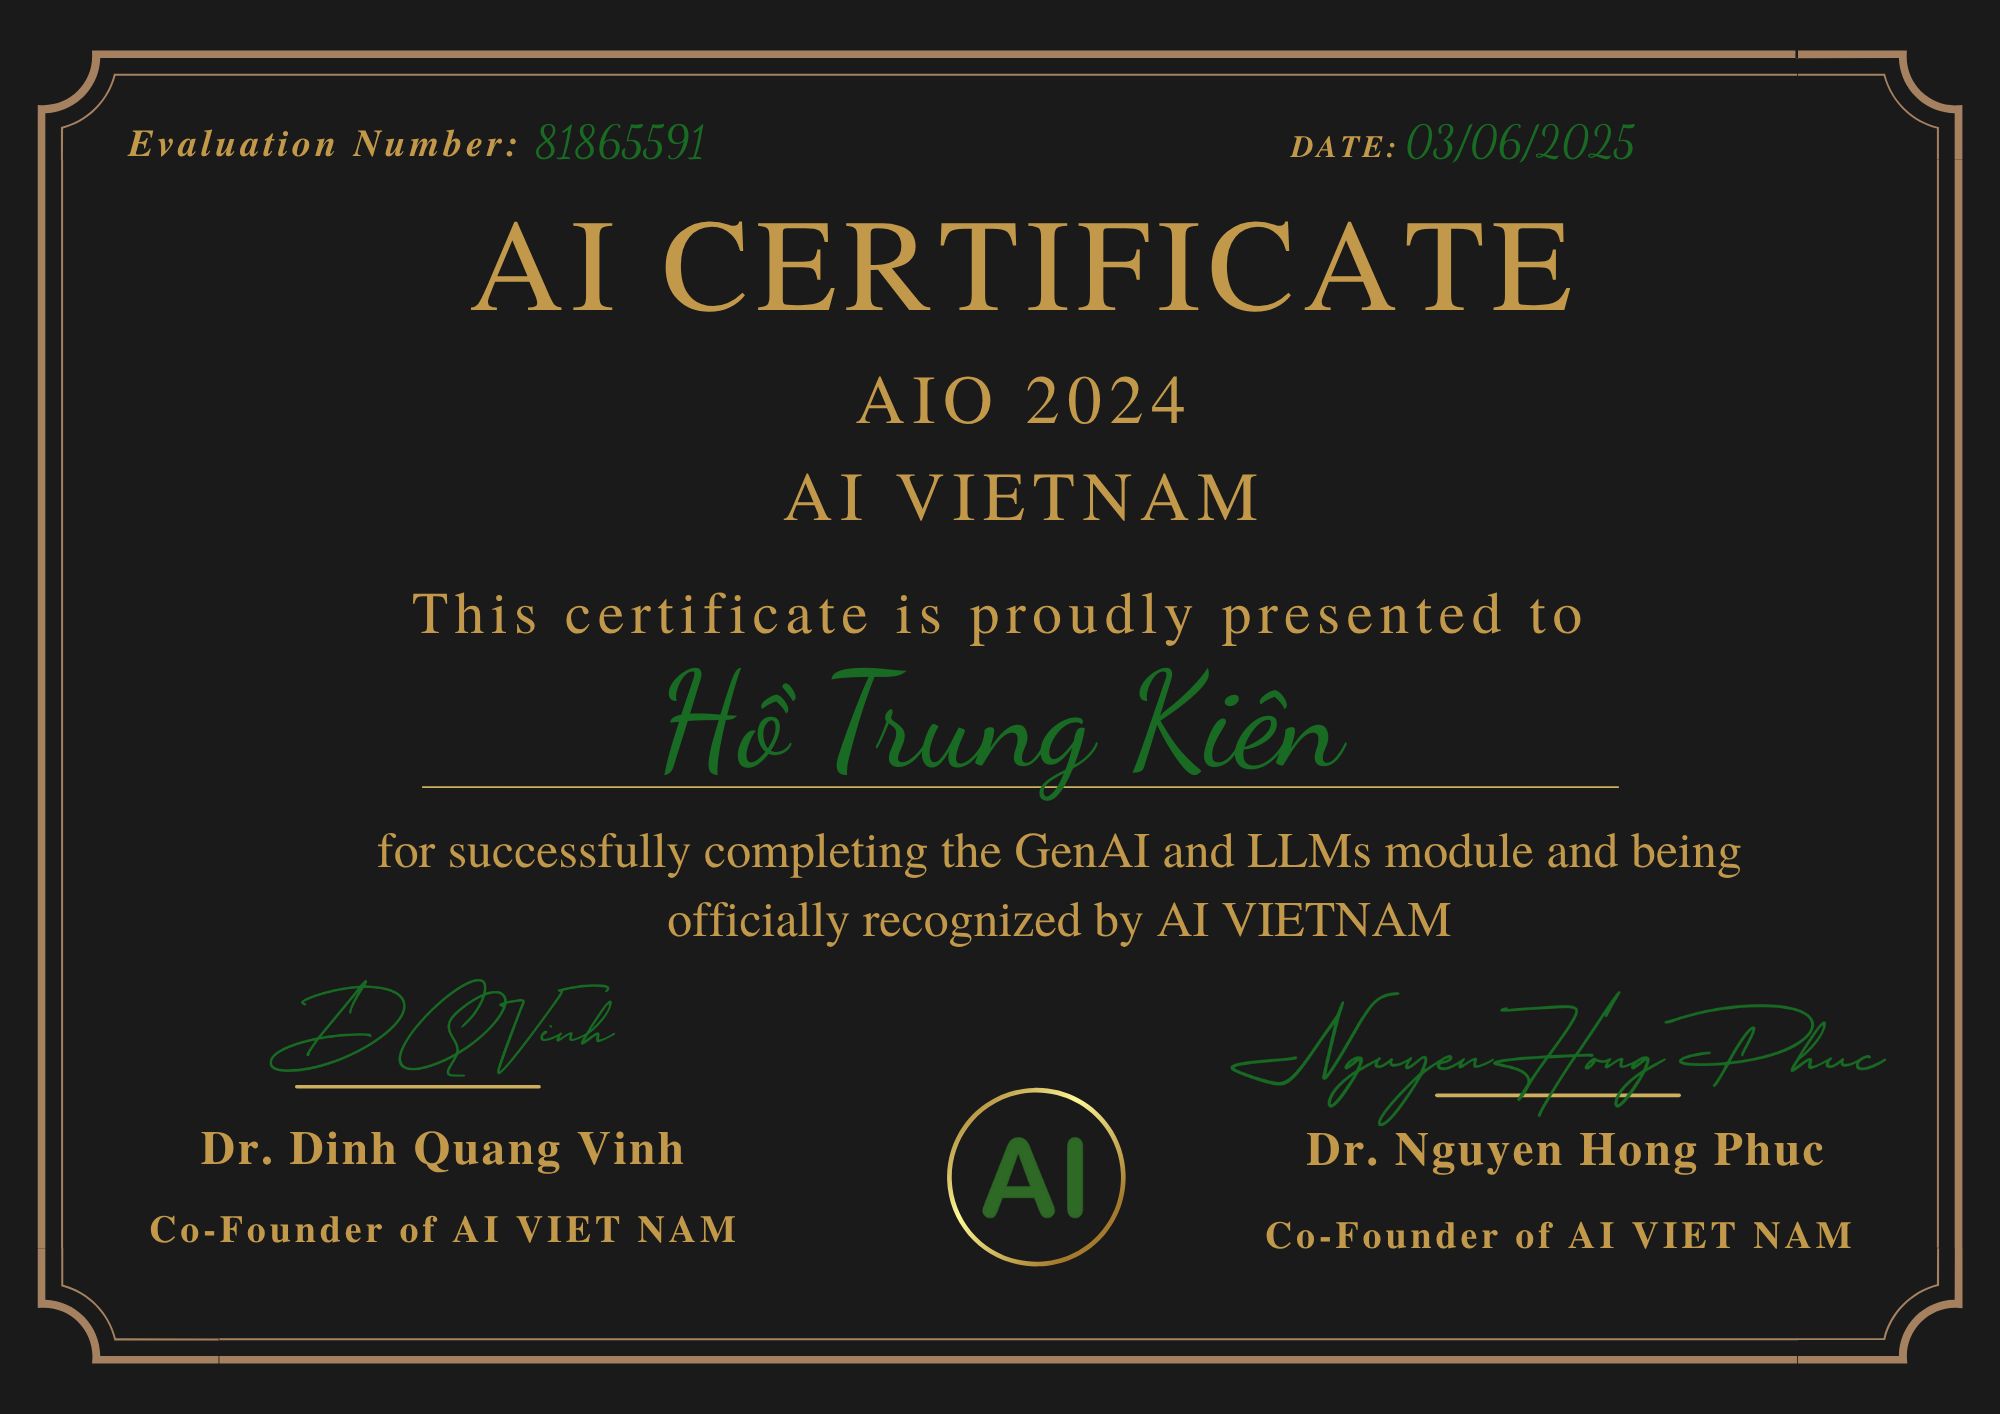 Evaluation Number: 81865591
DATE: 03/06/2025
AI CERTIFICATE
AIO 2024
AI VIETNAM
This certificate is proudly presented to
Hồ Trung Kiên
for successfully completing the GenAI and LLMs module and being
officially recognized by AI VIETNAM
DQVinh
Nguyen Hong Phuc
Dr. Dinh Quang Vinh
Dr. Nguyen Hong Phuc
Co-Founder of AI VIET NAM
AI
Co-Founder of AI VIET NAM